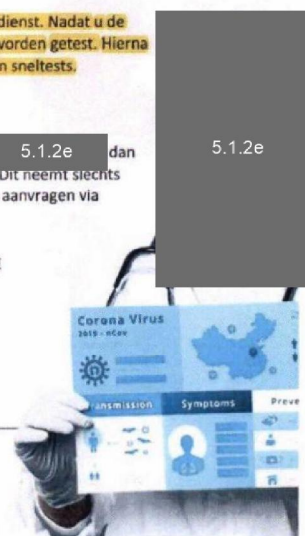 dienst. Nadat u de
worden getest. Hierna
n sneltests.
5.1.2e
dan
Dit neemt slechts
aanvragen via
5.1.2e
Corona Virus
2019 - nCov
ansmission
Symptoms
Preve